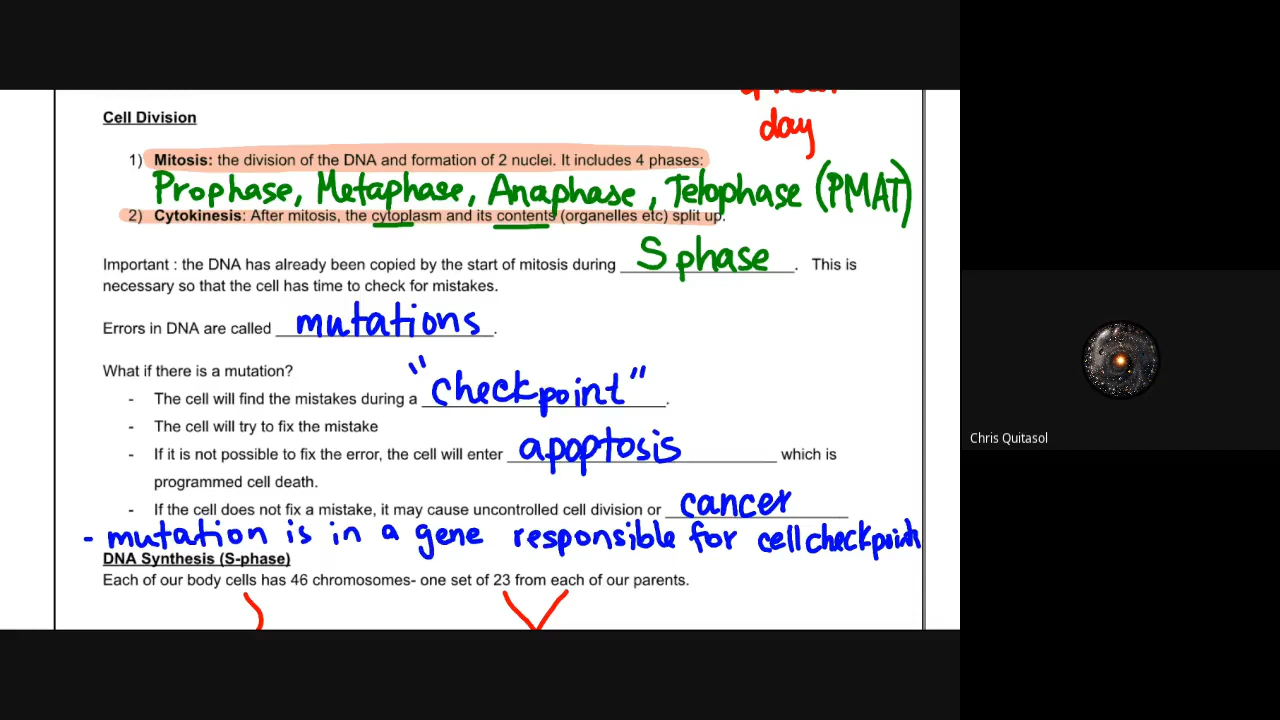 day
Cell Division
1) Mitosis: the division of the DNA and formation of 2 nuclei. It includes 4 phases:
Prophase, Metaphase, Anaphase, Telophase (PMAT)
2) Cytokinesis: After mitosis, the cytoplasm and its contents (organelles etc) split up.
Important : the DNA has already been copied by the start of mitosis during S phase. This is
necessary so that the cell has time to check for mistakes.
Errors in DNA are called mutations.
What if there is a mutation?
- The cell will find the mistakes during a "checkpoint".
- The cell will try to fix the mistake
- If it is not possible to fix the error, the cell will enter apoptosis which is
programmed cell death.
- If the cell does not fix a mistake, it may cause uncontrolled cell division or cancer
- mutation is in a gene responsible for cell checkpoints
DNA Synthesis (S-phase)
Each of our body cells has 46 chromosomes- one set of 23 from each of our parents.
Chris Quitasol